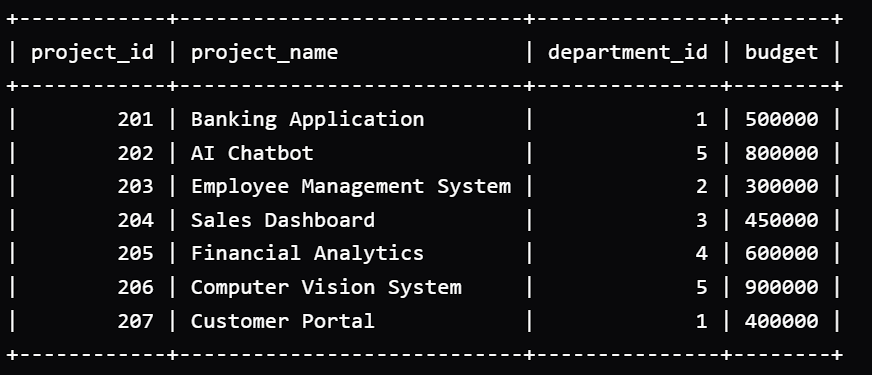 +------------+----------------------------+---------------+--------+
| project_id | project_name               | department_id | budget |
+------------+----------------------------+---------------+--------+
|        201 | Banking Application        |             1 | 500000 |
|        202 | AI Chatbot                 |             5 | 800000 |
|        203 | Employee Management System |             2 | 300000 |
|        204 | Sales Dashboard            |             3 | 450000 |
|        205 | Financial Analytics        |             4 | 600000 |
|        206 | Computer Vision System     |             5 | 900000 |
|        207 | Customer Portal            |             1 | 400000 |
+------------+----------------------------+---------------+--------+